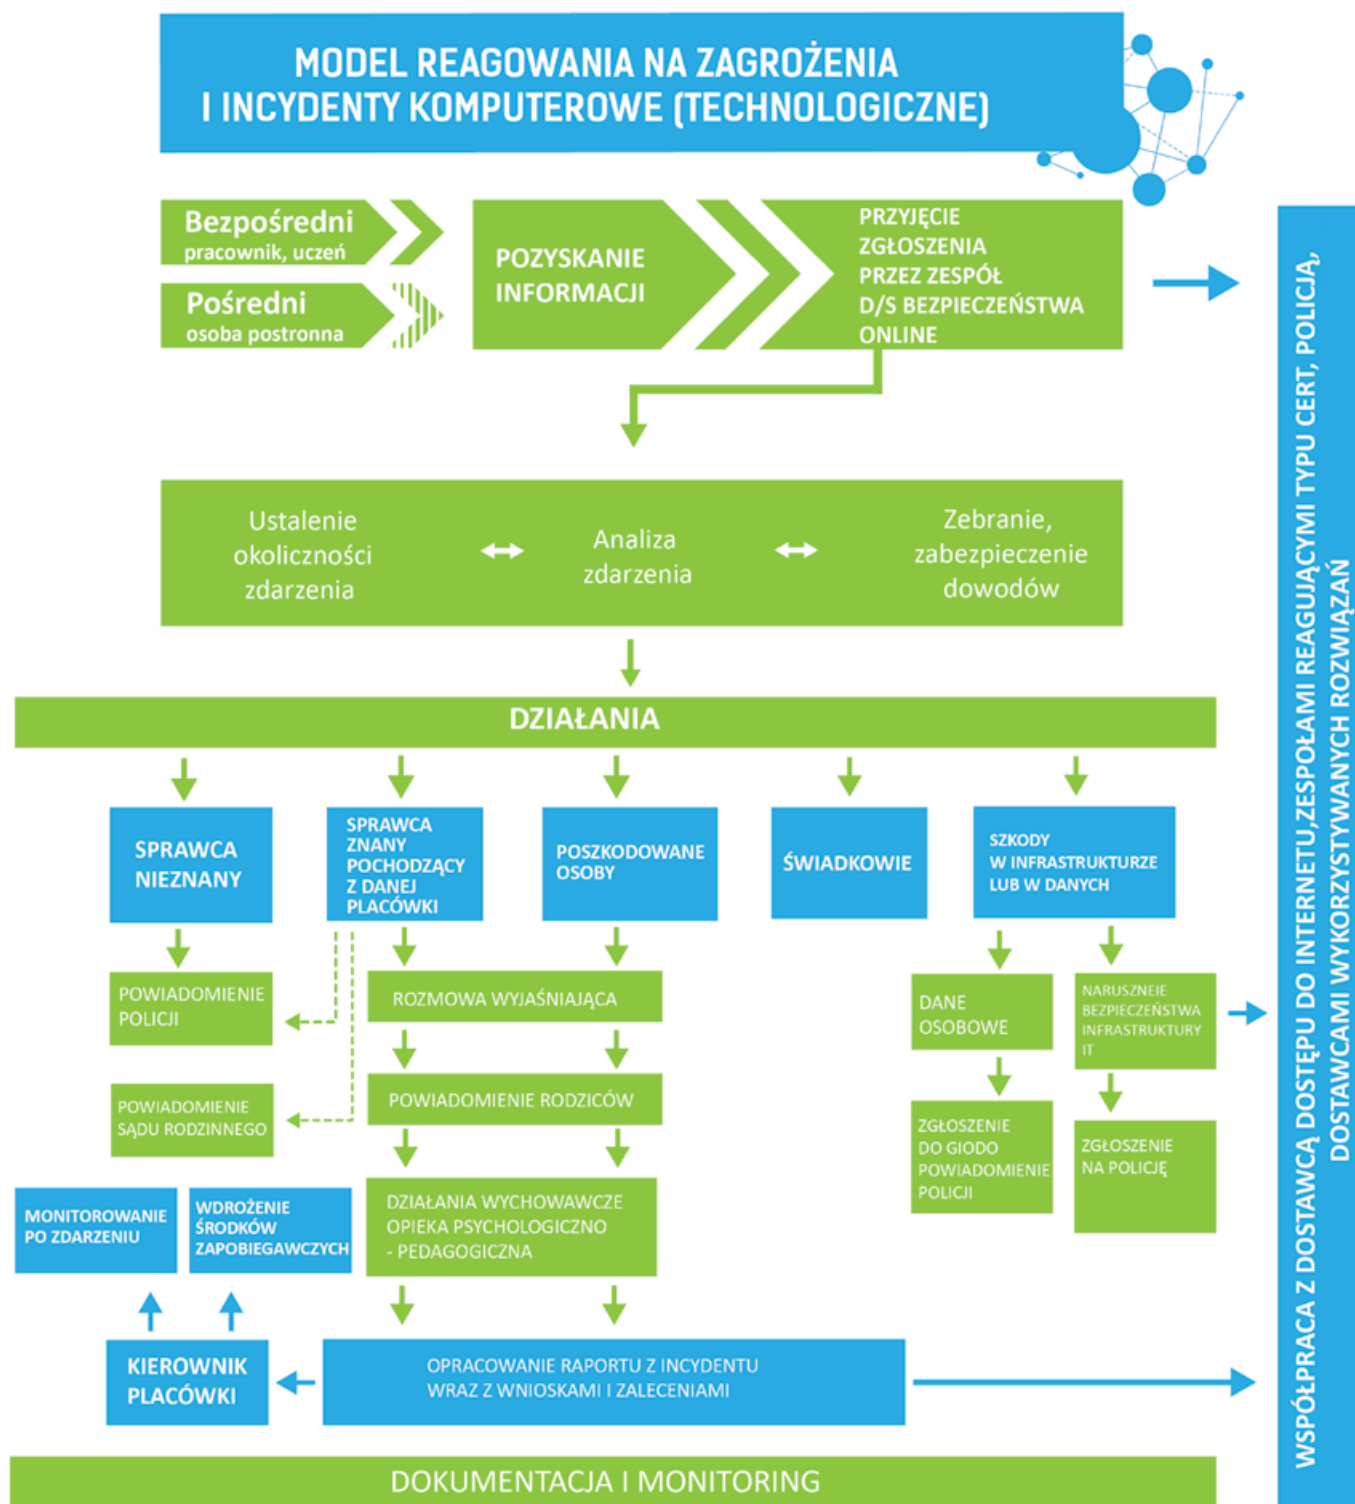 MODEL REAGOWANIA NA ZAGROŻENIA
I INCYDENTY KOMPUTEROWE (TECHNOLOGICZNE)
Bezpośredni
pracownik, uczeń
Pośredni
osoba postronna
POZYSKANIE
INFORMACJI
PRZYJĘCIE
ZGŁOSZENIA
PRZEZ ZESPÓŁ
D/S BEZPIECZEŃSTWA
ONLINE
Ustalenie
okoliczności
zdarzenia
Analiza
zdarzenia
Zebranie,
zabezpieczenie
dowodów
DZIAŁANIA
SPRAWCA
NIEZNANY
SPRAWCA
ZNANY
POCHODZĄCY
Z DANEJ
PLACÓWKI
POSZKODOWANE
OSOBY
ŚWIADKOWIE
SZKODY
W INFRASTRUKTURZE
LUB W DANYCH
POWIADOMIENIE
POLICJI
ROZMOWA WYJAŚNIAJĄCA
DANE
OSOBOWE
NARUSZNEIE
BEZPIECZEŃSTWA
INFRASTRUKTURY
IT
POWIADOMIENIE
SĄDU RODZINNEGO
POWIADOMIENIE RODZICÓW
ZGŁOSZENIE
DO GIODO
POWIADOMIENIE
POLICJI
ZGŁOSZENIE
NA POLICJĘ
MONITOROWANIE
PO ZDARZENIU
WDROŻENIE
ŚRODKÓW
ZAPOBIEGAWCZYCH
DZIAŁANIA WYCHOWAWCZE
OPIEKA PSYCHOLOGICZNO
- PEDAGOGICZNA
KIEROWNIK
PLACÓWKI
OPRACOWANIE RAPORTU Z INCYDENTU
WRAZ Z WNIOSKAMI I ZALECENIAMI
DOKUMENTACJA I MONITORING
WSPÓŁPRACA Z DOSTAWCĄ DOSTĘPU DO INTERNETU,ZESPOŁAMI REAGUJĄCYMI TYPU CERT, POLICJĄ,
DOSTAWCAMI WYKORZYSTYWANYCH ROZWIĄZAŃ